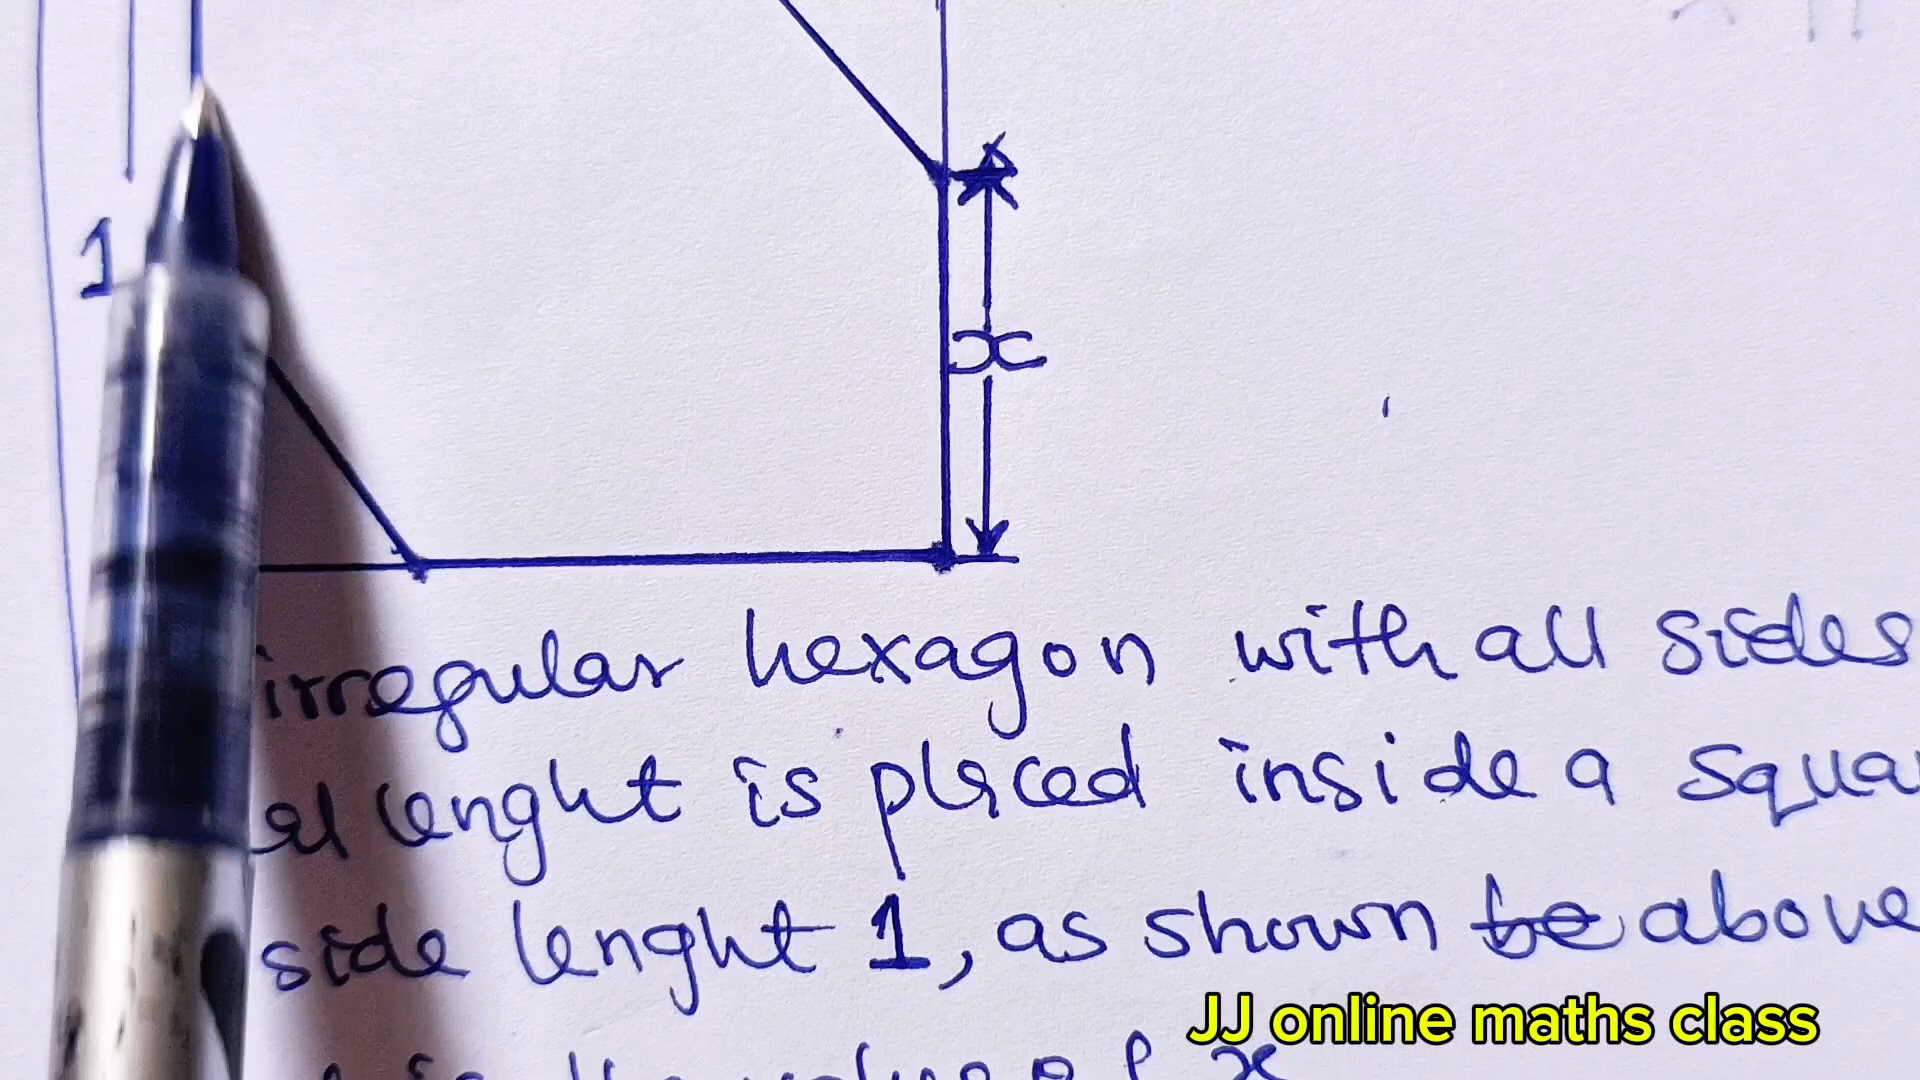 1
x
irregular hexagon with all sides
al lenght is placed inside a squa
side lenght 1, as shown be above
x
JJ online maths class